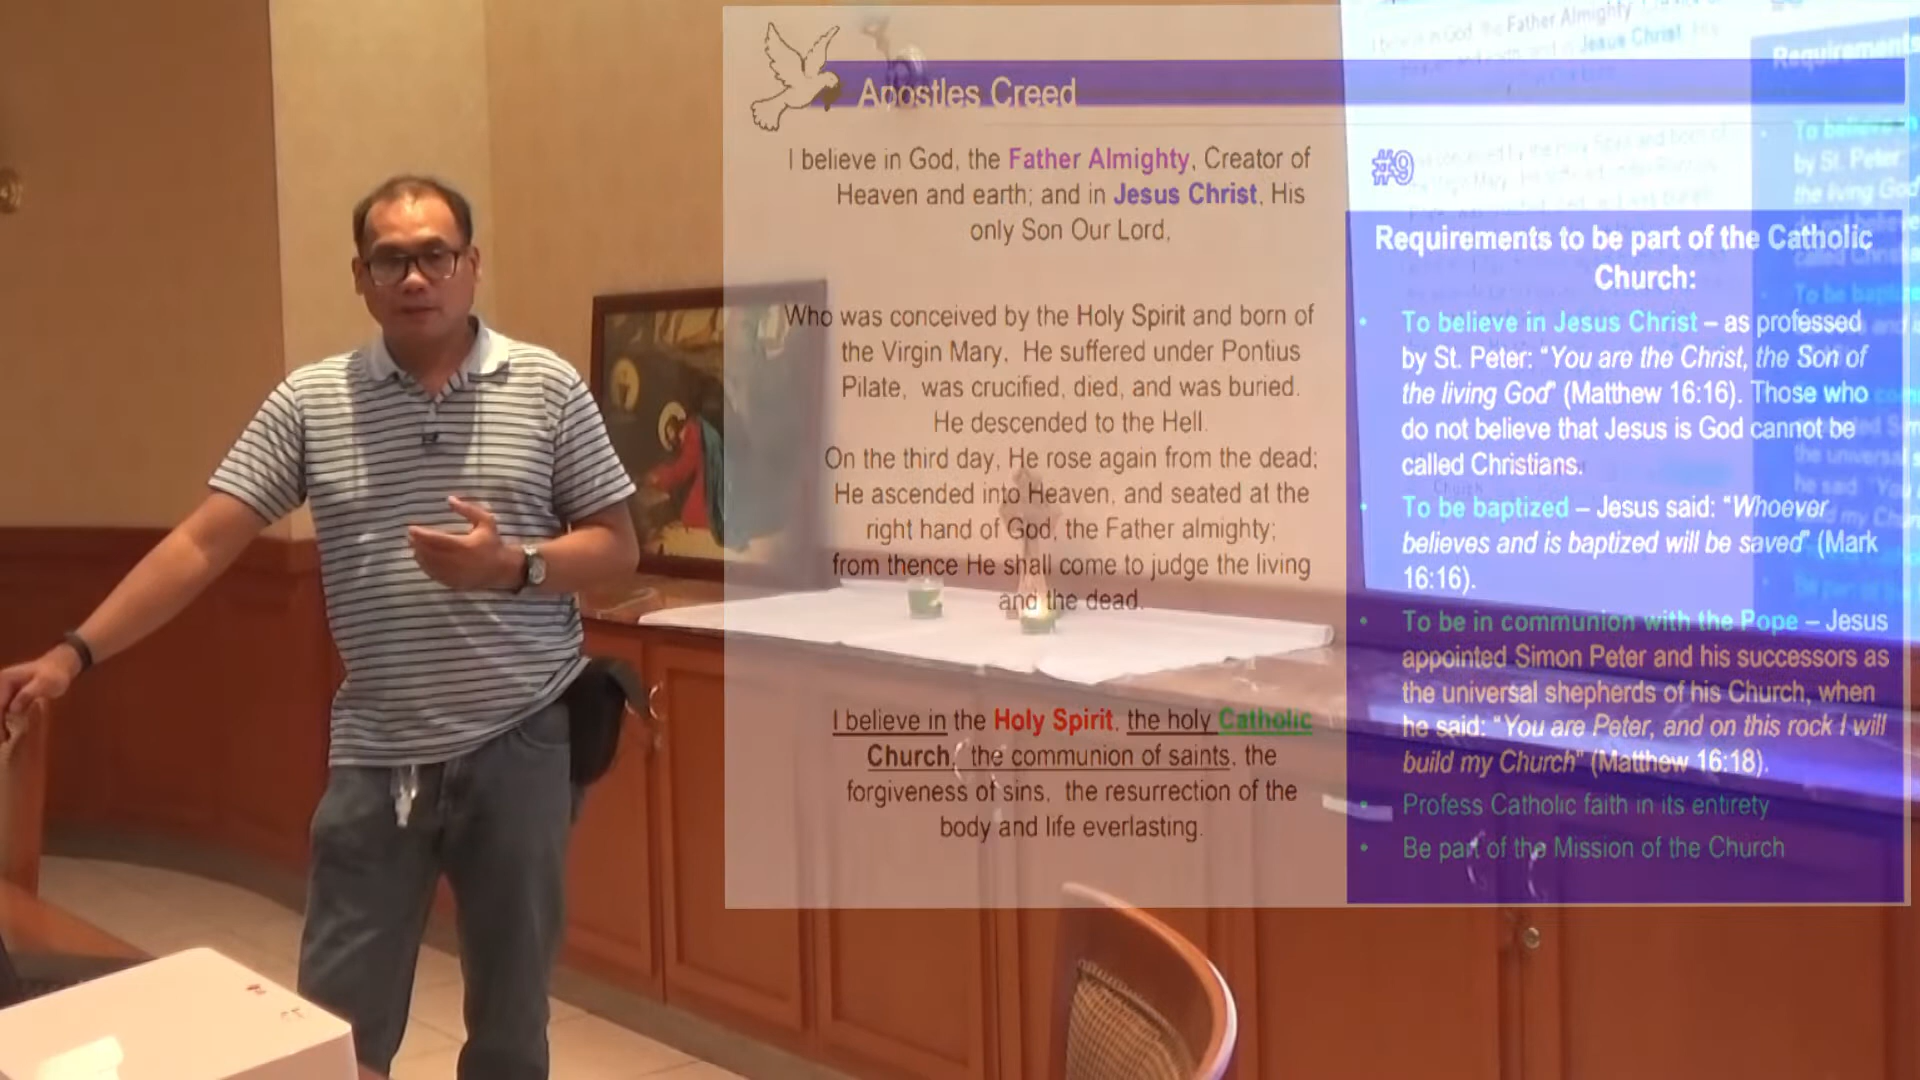 Apostles Creed
I believe in God, the Father Almighty, Creator of
Heaven and earth; and in Jesus Christ, His
only Son Our Lord,
Who was conceived by the Holy Spirit and born of
the Virgin Mary, He suffered under Pontius
Pilate, was crucified, died, and was buried.
He descended to the Hell.
On the third day, He rose again from the dead;
He ascended into Heaven, and seated at the
right hand of God, the Father almighty;
from thence He shall come to judge the living
and the dead.
I believe in the Holy Spirit, the holy Catholic
Church, the communion of saints, the
forgiveness of sins, the resurrection of the
body and life everlasting.
#9
Requirements to be part of the Catholic
Church:
• To believe in Jesus Christ – as professed
by St. Peter: “You are the Christ, the Son of
the living God” (Matthew 16:16). Those who
do not believe that Jesus is God cannot be
called Christians.
• To be baptized – Jesus said: “Whoever
believes and is baptized will be saved” (Mark
16:16).
• To be in communion with the Pope – Jesus
appointed Simon Peter and his successors as
the universal shepherds of his Church, when
he said: “You are Peter, and on this rock I will
build my Church” (Matthew 16:18).
• Profess Catholic faith in its entirety
• Be part of the Mission of the Church
Father Almighty
Jesus Christ
Requirements
by St. Peter
the living God